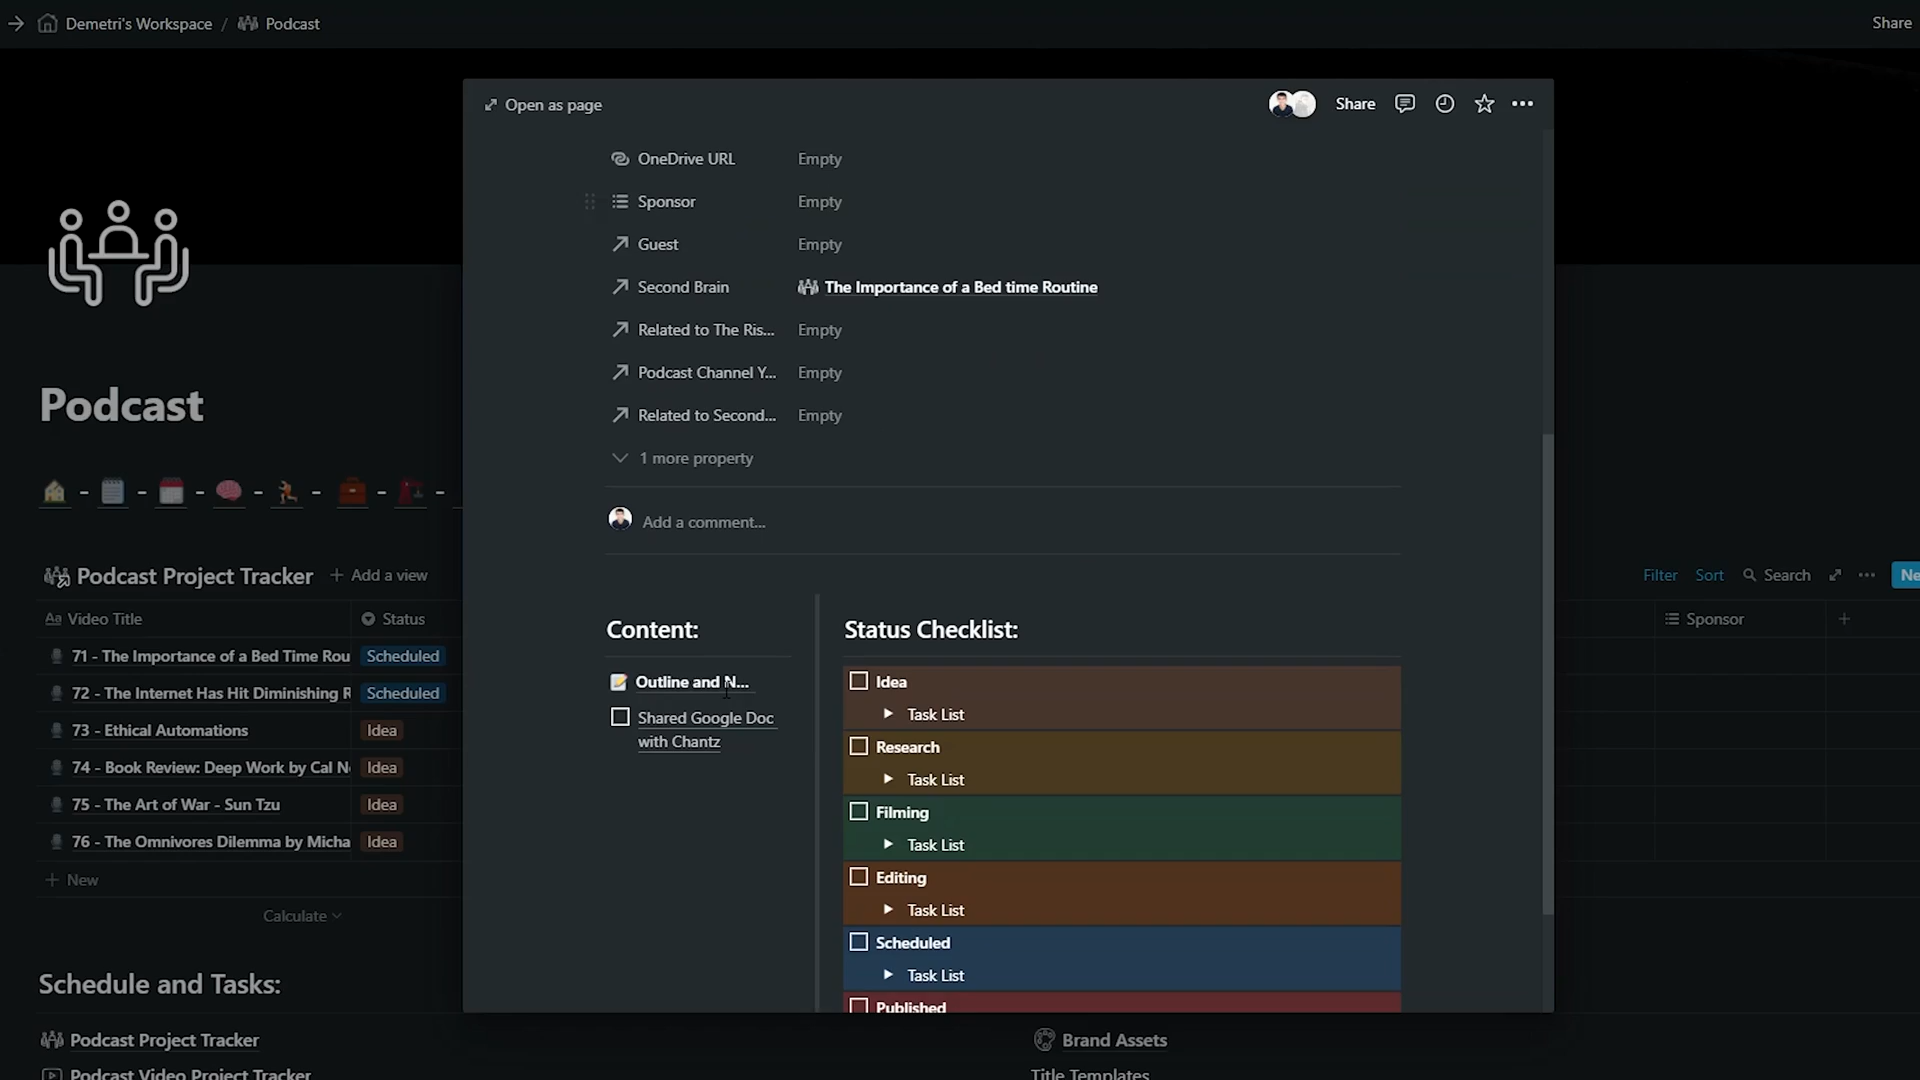 Demetri's Workspace / Podcast
Share
Open as page
Share
OneDrive URL Empty
Sponsor Empty
Guest Empty
Second Brain The Importance of a Bed time Routine
Related to The Ris... Empty
Podcast Channel Y... Empty
Related to Second... Empty
1 more property
Add a comment...
Content:
Outline and N...
Shared Google Doc
with Chantz
Status Checklist:
Idea
Task List
Research
Task List
Filming
Task List
Editing
Task List
Scheduled
Task List
Published
Podcast
Podcast Project Tracker + Add a view
Filter Sort Search Ne
Aa Video Title Status Sponsor
71 - The Importance of a Bed Time Rou Scheduled
72 - The Internet Has Hit Diminishing R Scheduled
73 - Ethical Automations Idea
74 - Book Review: Deep Work by Cal N Idea
75 - The Art of War - Sun Tzu Idea
76 - The Omnivores Dilemma by Micha Idea
+ New
Calculate
Schedule and Tasks:
Podcast Project Tracker
Podcast Video Project Tracker
Brand Assets
Title Templates